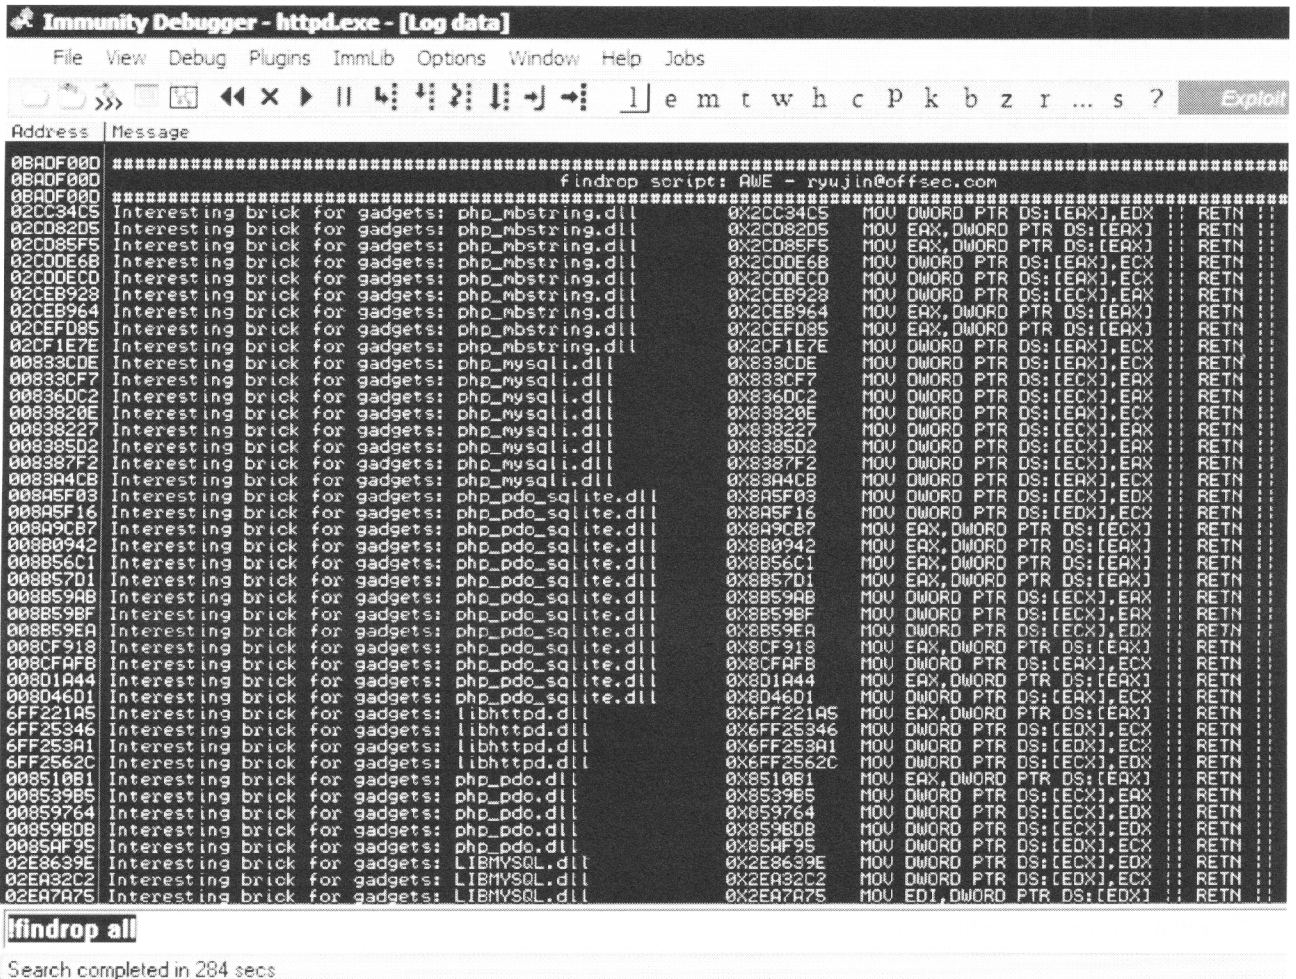 Immunity Debugger - httpd.exe - [Log data]
File View Debug Plugins ImmLib Options Window Help Jobs
l e m t w h c P k b z r ... s ? Exploit
Address Message
0BADF00D ####################################################################################################
0BADF00D findrop script: AWE - ryujin@offsec.com
0BADF00D ####################################################################################################
02CC34C5 Interesting brick for gadgets: php_mbstring.dll 0X2CC34C5 MOV DWORD PTR DS:[EAX],EDX || RETN ||
02CD82D5 Interesting brick for gadgets: php_mbstring.dll 0X2CD82D5 MOV EAX,DWORD PTR DS:[EAX] || RETN ||
02CD85F5 Interesting brick for gadgets: php_mbstring.dll 0X2CD85F5 MOV EAX,DWORD PTR DS:[EAX] || RETN ||
02CDDE6B Interesting brick for gadgets: php_mbstring.dll 0X2CDDE6B MOV DWORD PTR DS:[EAX],ECX || RETN ||
02CDDECD Interesting brick for gadgets: php_mbstring.dll 0X2CDDECD MOV DWORD PTR DS:[EAX],ECX || RETN ||
02CEB928 Interesting brick for gadgets: php_mbstring.dll 0X2CEB928 MOV DWORD PTR DS:[ECX],EAX || RETN ||
02CEB964 Interesting brick for gadgets: php_mbstring.dll 0X2CEB964 MOV EAX,DWORD PTR DS:[ECX] || RETN ||
02CEFD85 Interesting brick for gadgets: php_mbstring.dll 0X2CEFD85 MOV EAX,DWORD PTR DS:[EAX] || RETN ||
02CF1E7E Interesting brick for gadgets: php_mbstring.dll 0X2CF1E7E MOV DWORD PTR DS:[EAX],ECX || RETN ||
00833CDE Interesting brick for gadgets: php_mysqli.dll 0X833CDE MOV DWORD PTR DS:[EAX],ECX || RETN ||
00833CF7 Interesting brick for gadgets: php_mysqli.dll 0X833CF7 MOV DWORD PTR DS:[EAX],ECX || RETN ||
00836DC2 Interesting brick for gadgets: php_mysqli.dll 0X836DC2 MOV DWORD PTR DS:[ECX],EAX || RETN ||
0083820E Interesting brick for gadgets: php_mysqli.dll 0X83820E MOV DWORD PTR DS:[EAX],ECX || RETN ||
00838227 Interesting brick for gadgets: php_mysqli.dll 0X838227 MOV DWORD PTR DS:[EAX],ECX || RETN ||
008385D2 Interesting brick for gadgets: php_mysqli.dll 0X8385D2 MOV DWORD PTR DS:[ECX],EAX || RETN ||
008387F2 Interesting brick for gadgets: php_mysqli.dll 0X8387F2 MOV DWORD PTR DS:[ECX],EAX || RETN ||
0083A4CB Interesting brick for gadgets: php_mysqli.dll 0X83A4CB MOV DWORD PTR DS:[EAX],ECX || RETN ||
008A5F03 Interesting brick for gadgets: php_pdo_sqlite.dll 0X8A5F03 MOV DWORD PTR DS:[EAX],EDX || RETN ||
008A5F16 Interesting brick for gadgets: php_pdo_sqlite.dll 0X8A5F16 MOV DWORD PTR DS:[EDX],ECX || RETN ||
008A9CB7 Interesting brick for gadgets: php_pdo_sqlite.dll 0X8A9CB7 MOV EAX,DWORD PTR DS:[ECX] || RETN ||
008B0942 Interesting brick for gadgets: php_pdo_sqlite.dll 0X8B0942 MOV EAX,DWORD PTR DS:[EAX] || RETN ||
008B56C1 Interesting brick for gadgets: php_pdo_sqlite.dll 0X8B56C1 MOV EAX,DWORD PTR DS:[EAX] || RETN ||
008B57D1 Interesting brick for gadgets: php_pdo_sqlite.dll 0X8B57D1 MOV EAX,DWORD PTR DS:[EAX] || RETN ||
008B59AB Interesting brick for gadgets: php_pdo_sqlite.dll 0X8B59AB MOV DWORD PTR DS:[ECX],EAX || RETN ||
008B59BF Interesting brick for gadgets: php_pdo_sqlite.dll 0X8B59BF MOV DWORD PTR DS:[ECX],EDX || RETN ||
008B59EA Interesting brick for gadgets: php_pdo_sqlite.dll 0X8B59EA MOV DWORD PTR DS:[ECX],EDX || RETN ||
008CF918 Interesting brick for gadgets: php_pdo_sqlite.dll 0X8CF918 MOV EAX,DWORD PTR DS:[EAX] || RETN ||
008CFAFB Interesting brick for gadgets: php_pdo_sqlite.dll 0X8CFAFB MOV DWORD PTR DS:[EAX],ECX || RETN ||
008D1A44 Interesting brick for gadgets: php_pdo_sqlite.dll 0X8D1A44 MOV EAX,DWORD PTR DS:[EAX] || RETN ||
008D46D1 Interesting brick for gadgets: php_pdo_sqlite.dll 0X8D46D1 MOV DWORD PTR DS:[EAX],ECX || RETN ||
6FF221A5 Interesting brick for gadgets: libhttpd.dll 0X6FF221A5 MOV EAX,DWORD PTR DS:[EAX] || RETN ||
6FF25346 Interesting brick for gadgets: libhttpd.dll 0X6FF25346 MOV DWORD PTR DS:[EDX],ECX || RETN ||
6FF253A1 Interesting brick for gadgets: libhttpd.dll 0X6FF253A1 MOV DWORD PTR DS:[EDX],ECX || RETN ||
6FF2562C Interesting brick for gadgets: libhttpd.dll 0X6FF2562C MOV DWORD PTR DS:[EDX],ECX || RETN ||
008510B1 Interesting brick for gadgets: php_pdo.dll 0X8510B1 MOV EAX,DWORD PTR DS:[EAX] || RETN ||
008539B5 Interesting brick for gadgets: php_pdo.dll 0X8539B5 MOV DWORD PTR DS:[ECX],EAX || RETN ||
00859764 Interesting brick for gadgets: php_pdo.dll 0X859764 MOV DWORD PTR DS:[ECX],EDX || RETN ||
00859BDB Interesting brick for gadgets: php_pdo.dll 0X859BDB MOV DWORD PTR DS:[ECX],EAX || RETN ||
0085AF95 Interesting brick for gadgets: php_pdo.dll 0X85AF95 MOV DWORD PTR DS:[ECX],EDX || RETN ||
02E8639E Interesting brick for gadgets: LIBMYSQL.dll 0X2E8639E MOV DWORD PTR DS:[ECX],EDX || RETN ||
02EA32C2 Interesting brick for gadgets: LIBMYSQL.dll 0X2EA32C2 MOV DWORD PTR DS:[EDX],ECX || RETN ||
02EA7A75 Interesting brick for gadgets: LIBMYSQL.dll 0X2EA7A75 MOV EDI,DWORD PTR DS:[EDX] || RETN ||
!findrop all
Search completed in 284 secs